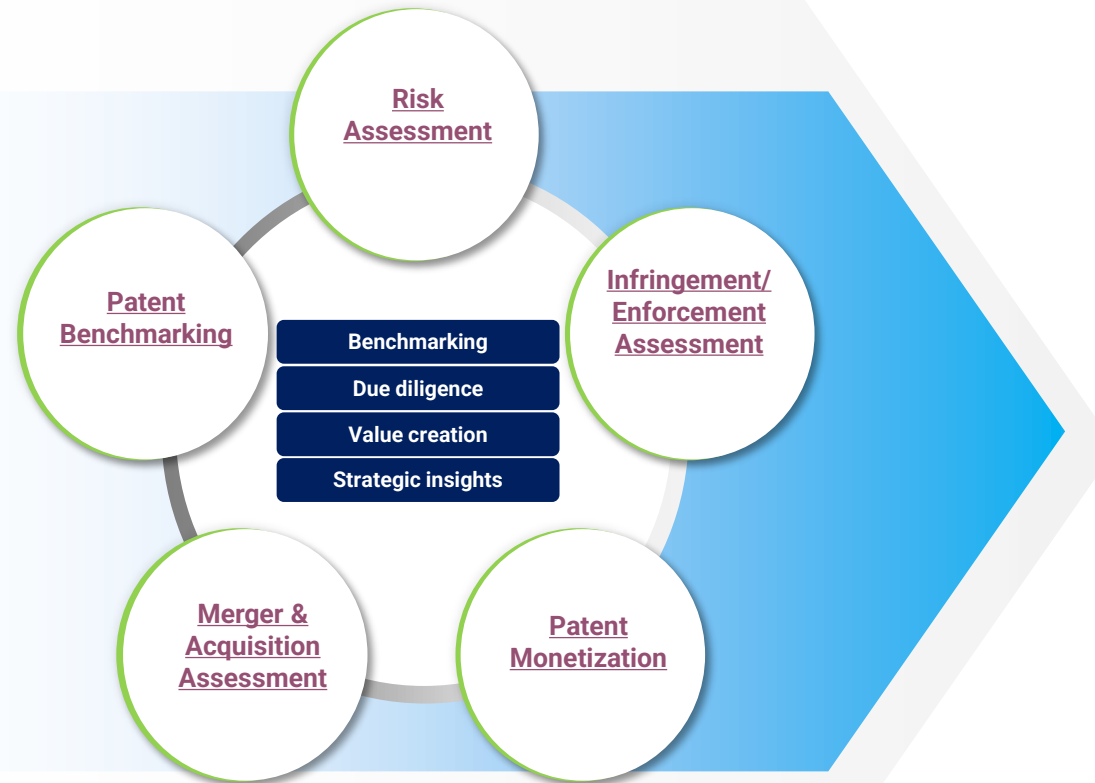 Risk
Assessment
Infringement/
Enforcement
Assessment
Patent
Benchmarking
Benchmarking
Due diligence
Value creation
Strategic insights
Merger &
Acquisition
Assessment
Patent
Monetization